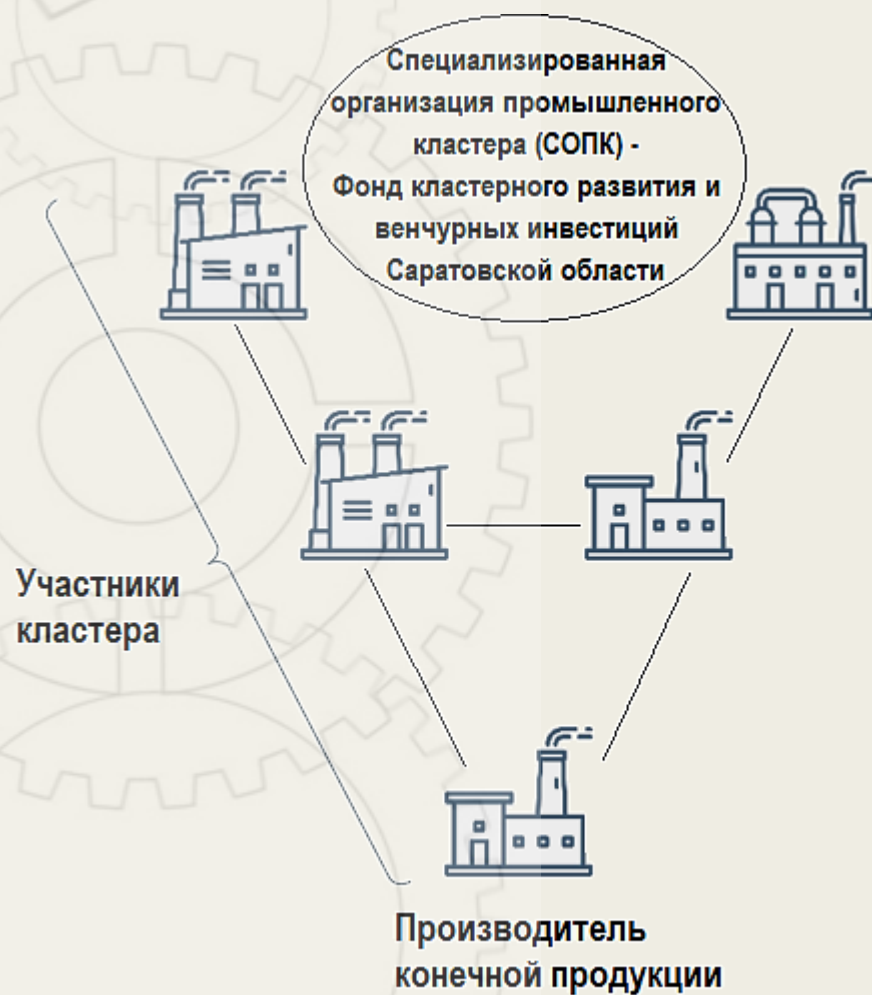 Специализированная
организация промышленного
кластера (СОПК) -
Фонд кластерного развития и
венчурных инвестиций
Саратовской области
Участники
кластера
Производитель
конечной продукции